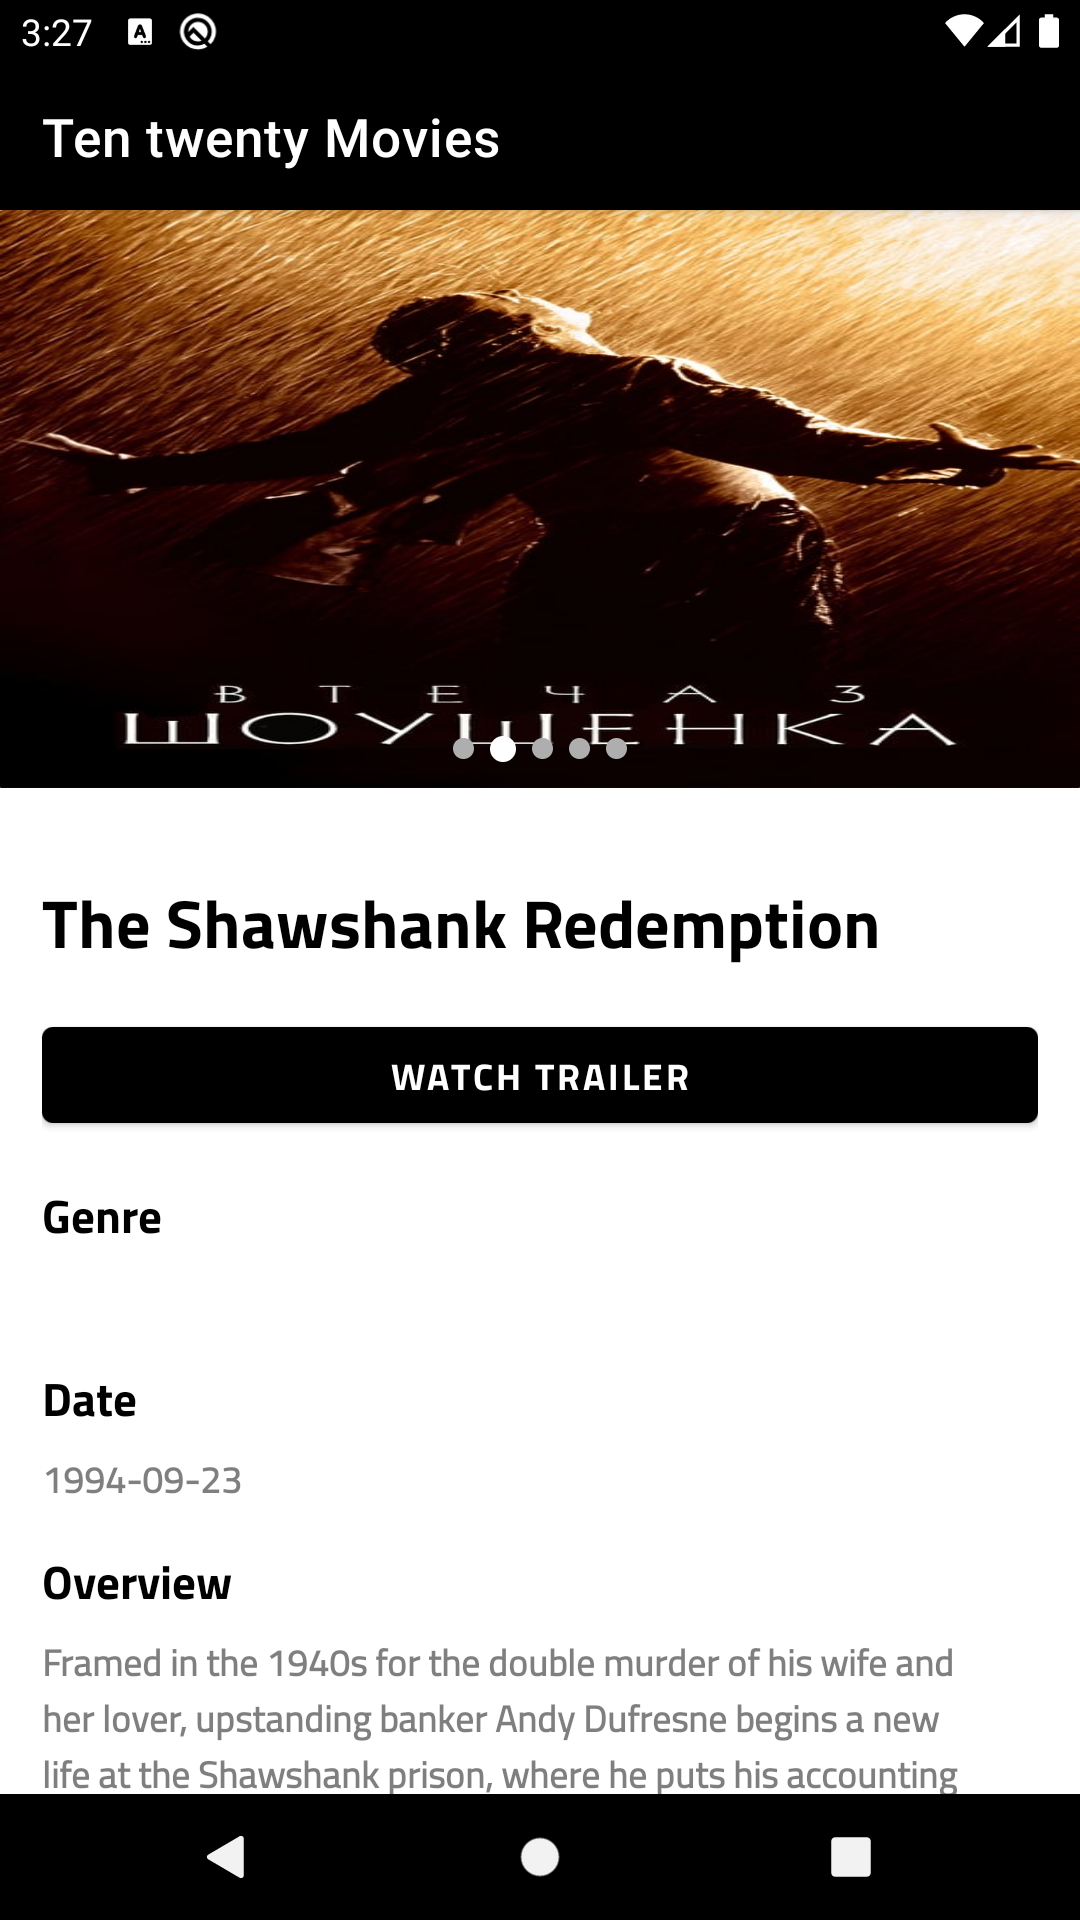 3:27
Ten twenty Movies
ВТЕЧА З
ШОУШЕНКА
The Shawshank Redemption
WATCH TRAILER
Genre
Date
1994-09-23
Overview
Framed in the 1940s for the double murder of his wife and
her lover, upstanding banker Andy Dufresne begins a new
life at the Shawshank prison, where he puts his accounting